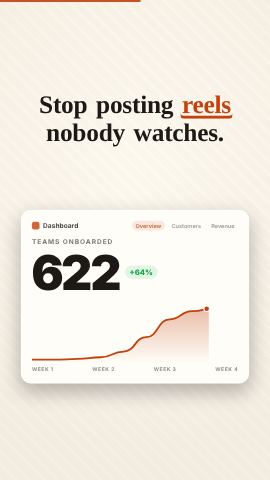 Stop posting reels
nobody watches.
Dashboard Overview Customers Revenue
TEAMS ONBOARDED
622 +64%
WEEK 1 WEEK 2 WEEK 3 WEEK 4